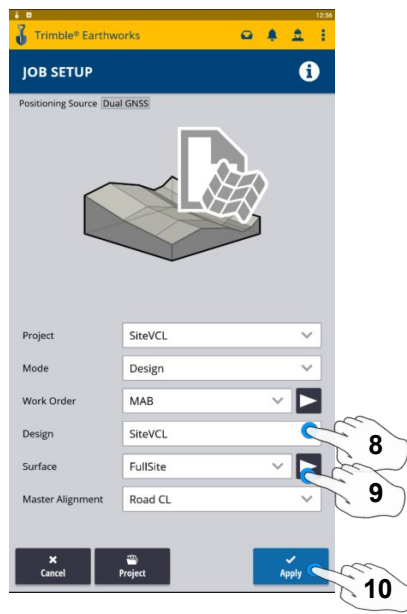 12:56
Trimble® Earthworks
JOB SETUP
Positioning Source Dual GNSS
Project SiteVCL
Mode Design
Work Order MAB
Design SiteVCL
8
Surface FullSite
9
Master Alignment Road CL
Cancel Project Apply
10